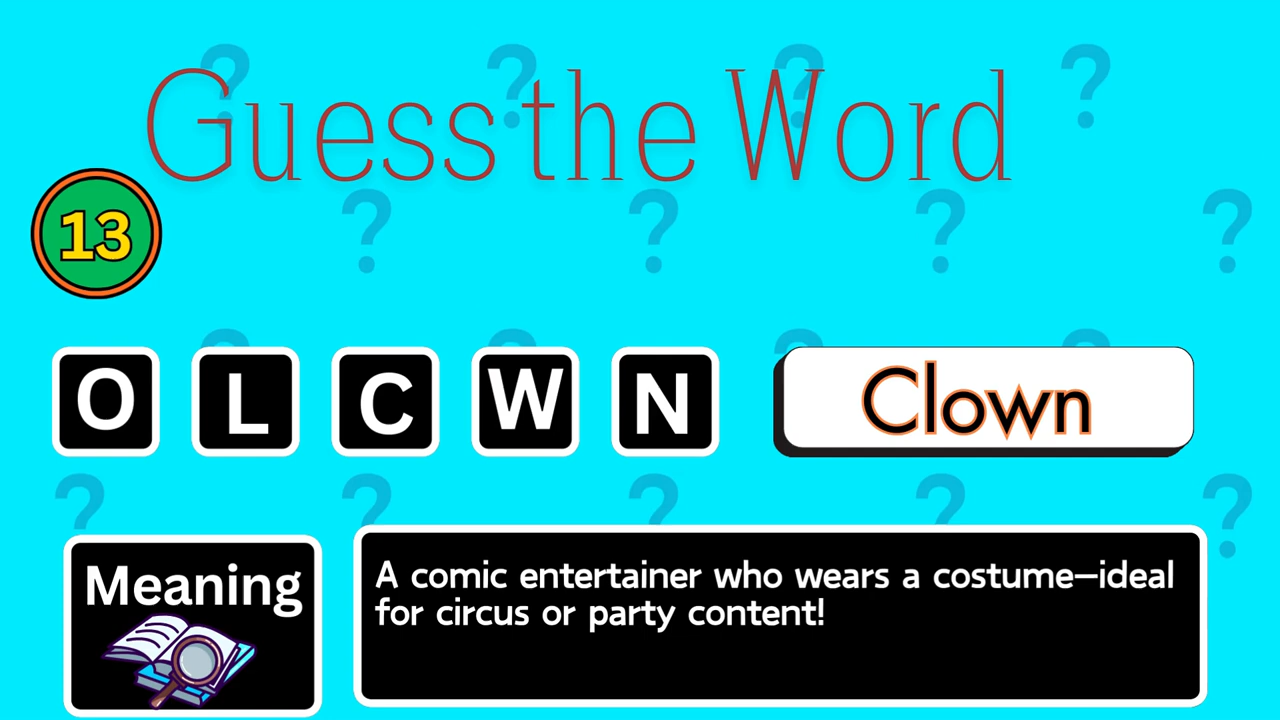 Guess the Word
13
O L C W N
Clown
Meaning
A comic entertainer who wears a costume—ideal
for circus or party content!